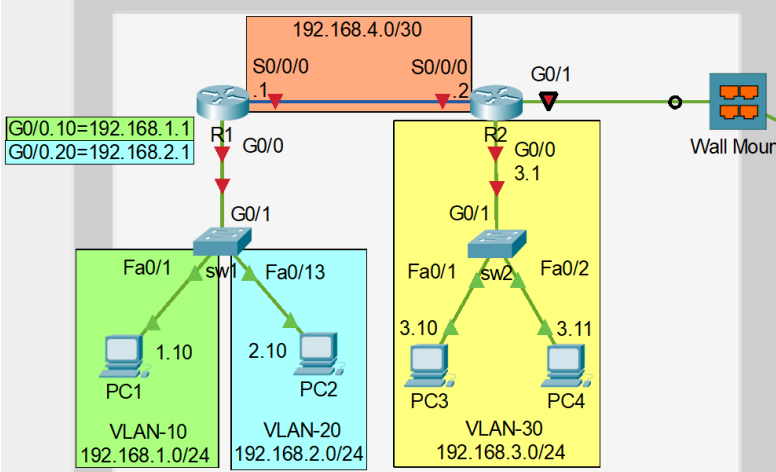 192.168.4.0/30
S0/0/0
S0/0/0
.1
.2
G0/1
G0/0.10=192.168.1.1
G0/0.20=192.168.2.1
R1
G0/0
R2
G0/0
3.1
Wall Moun
G0/1
G0/1
Fa0/1
sw1
Fa0/13
Fa0/1
sw2
Fa0/2
1.10
2.10
3.10
3.11
PC1
PC2
PC3
PC4
VLAN-10
192.168.1.0/24
VLAN-20
192.168.2.0/24
VLAN-30
192.168.3.0/24